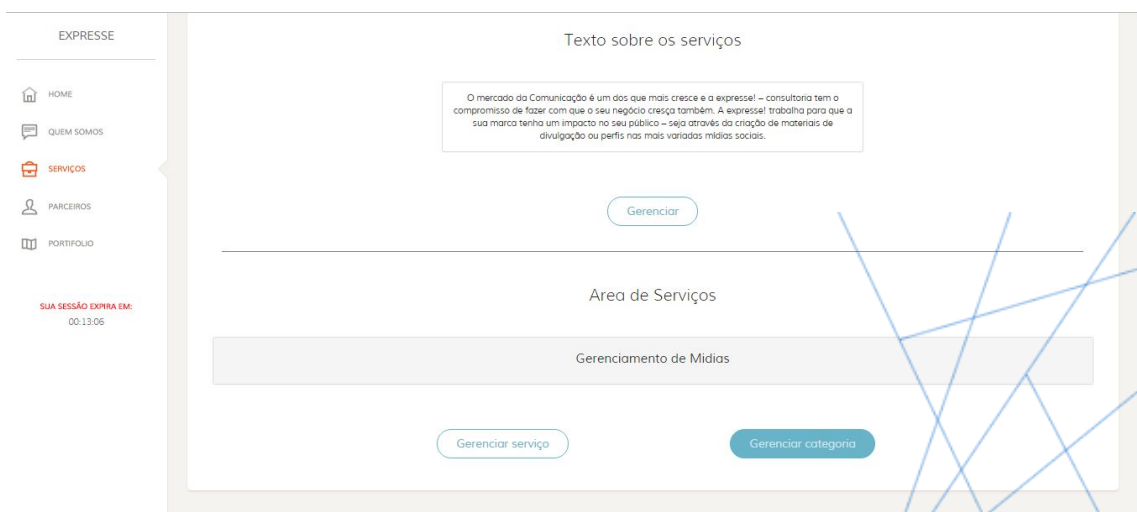 EXPRESSE
HOME
QUEM SOMOS
SERVIÇOS
PARCEIROS
PORTIFOLIO
SUA SESSÃO EXPIRA EM:
00:13:06
Texto sobre os serviços
O mercado da Comunicação é um dos que mais cresce e a expresse! – consultoria tem o
compromisso de fazer com que o seu negócio cresça também. A expresse! trabalha para que a
sua marca tenha um impacto no seu público – seja através da criação de materiais de
divulgação ou perfis nas mais variadas mídias sociais.
Gerenciar
Area de Serviços
Gerenciamento de Midias
Gerenciar serviço
Gerenciar categoria